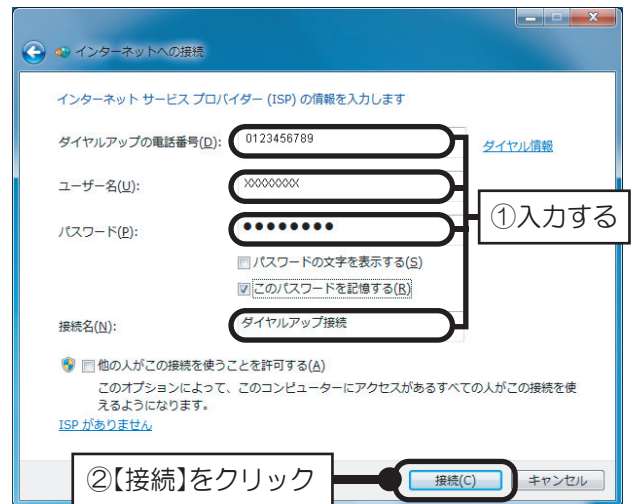 インターネットへの接続
インターネット サービス プロバイダー (ISP) の情報を入力します
ダイヤルアップの電話番号(D): 0123456789 ダイヤル情報
ユーザー名(U): XXXXXXXX
①入力する
パスワード(P): ●●●●●●●●
パスワードの文字を表示する(S)
このパスワードを記憶する(R)
接続名(N): ダイヤルアップ接続
他の人がこの接続を使うことを許可する(A)
このオプションによって、このコンピューターにアクセスがあるすべての人がこの接続を使
えるようになります。
ISP がありません
②【接続】をクリック 接続(C) キャンセル